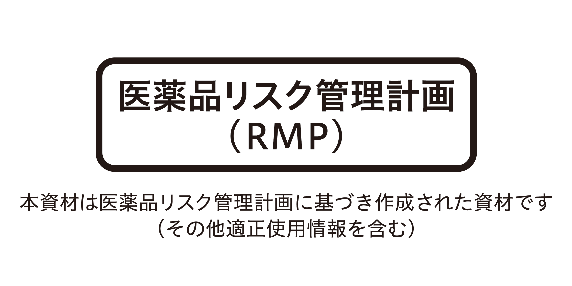 医薬品リスク管理計画
（RMP）
本資材は医薬品リスク管理計画に基づき作成された資材です
（その他適正使用情報を含む）